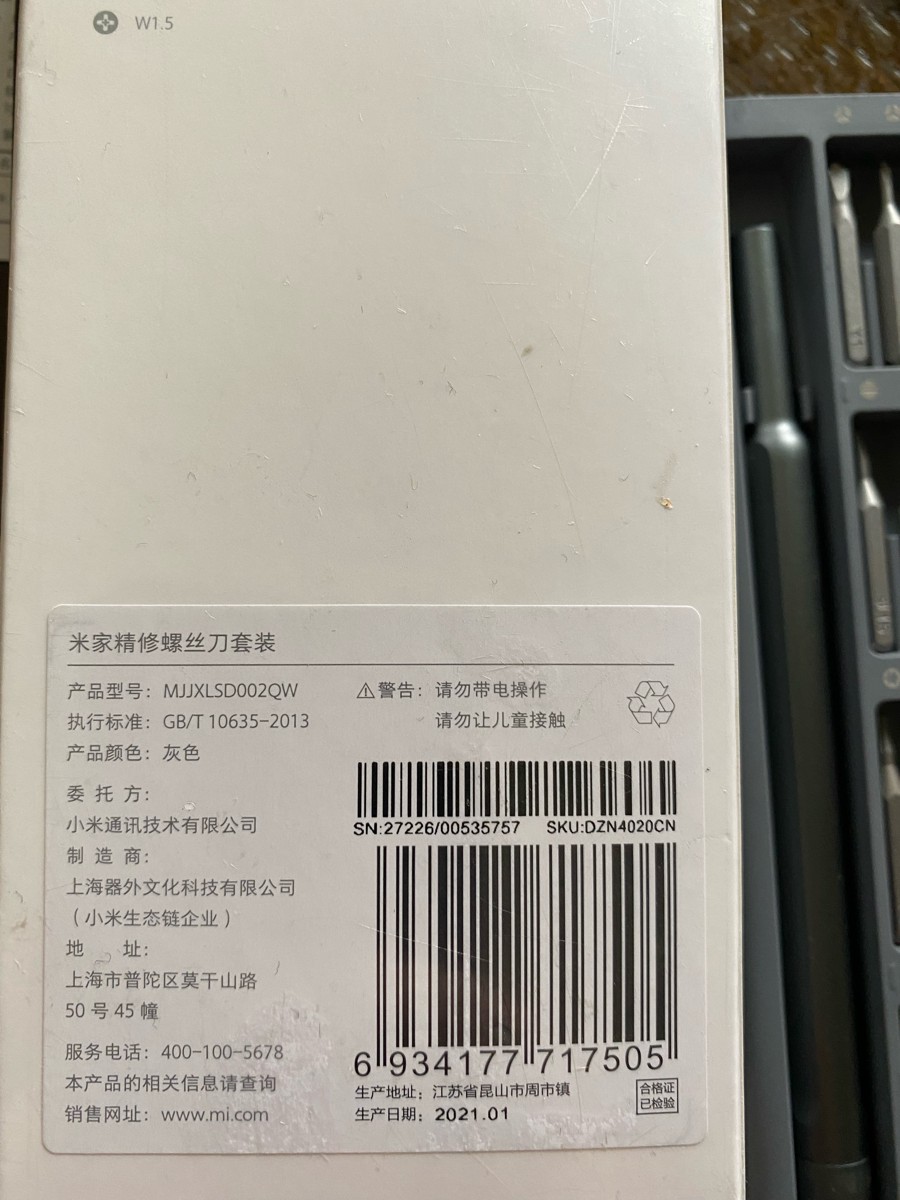 W1.5
米家精修螺丝刀套装
产品型号：MJJXLSD002QW
执行标准：GB/T 10635-2013
产品颜色：灰色
委 托 方：
小米通讯技术有限公司
制 造 商：
上海器外文化科技有限公司
（小米生态链企业）
地 址：
上海市普陀区莫干山路
50 号 45 幢
服务电话：400-100-5678
本产品的相关信息请查询
销售网址：www.mi.com
⚠警告：请勿带电操作
请勿让儿童接触
SN:27226/00535757 SKU:DZN4020CN
6 934177 717505
生产地址：江苏省昆山市周市镇
生产日期：2021.01
合格证
已检验
Y1